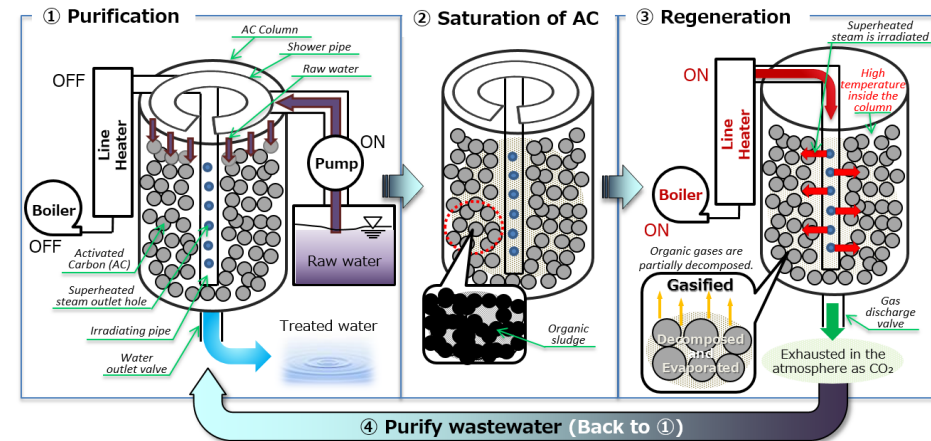 ① Purification
AC Column
Shower pipe
Raw water
OFF
Line
Heater
ON
Pump
Boiler
OFF
Raw water
Activated
Carbon (AC)
Superheated
steam outlet hole
Irradiating pipe
Water
outlet valve
Treated water
② Saturation of AC
Organic
sludge
③ Regeneration
Superheated
steam is irradiated
ON
High
temperature
inside the
column
Line
Heater
Boiler
ON
Organic gases are
partially decomposed.
Gasified
Decomposed
and
Evaporated
Gas
discharge
valve
Exhausted in the
atmosphere as CO₂
④ Purify wastewater (Back to ①)